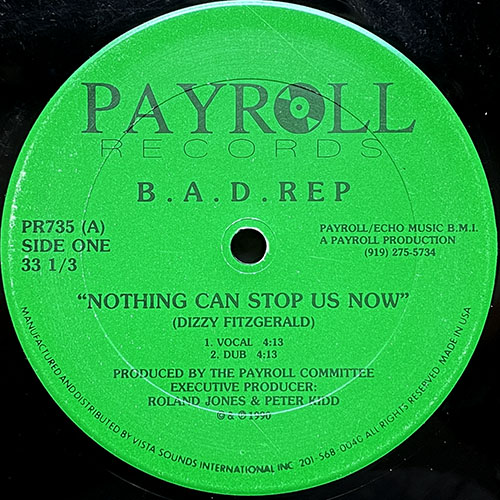 PAYROLL
RECORDS
B.A.D.REP
PR735 (A)
SIDE ONE
33 1/3
PAYROLL/ECHO MUSIC B.M.I.
A PAYROLL PRODUCTION
(919) 275-5734
"NOTHING CAN STOP US NOW"
(DIZZY FITZGERALD)
1. VOCAL 4:13
2. DUB 4:13
PRODUCED BY THE PAYROLL COMMITTEE
EXECUTIVE PRODUCER:
ROLAND JONES & PETER KIDD
© & ℗ 1990
MANUFACTURED AND DISTRIBUTED BY VISTA SOUNDS INTERNATIONAL INC. 201-568-0040 ALL RIGHTS RESERVED MADE IN USA